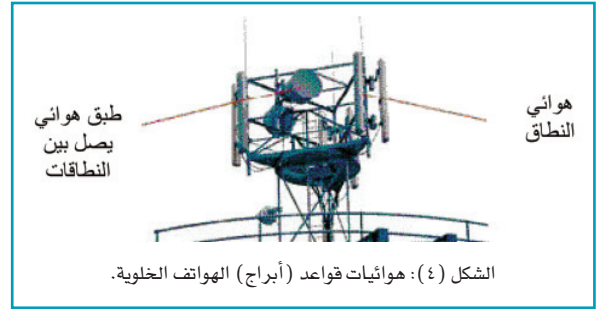 هوائي
النطاق
طبق هوائي
يصل بين
النطاقات
الشكل (٤): هوائيات قواعد (أبراج) الهواتف الخلوية.